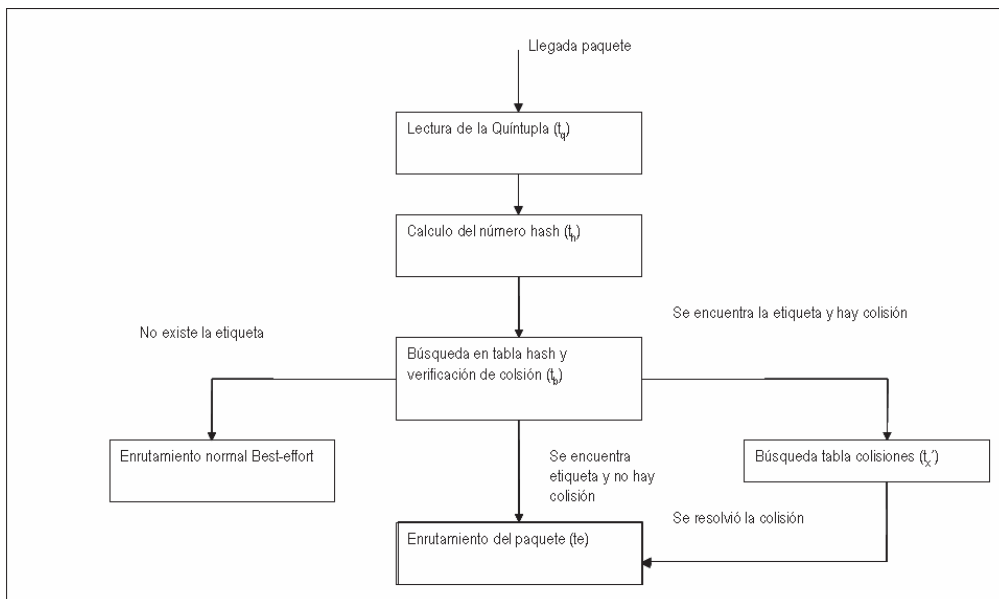 Llegada paquete
Lectura de la Quíntupla (tq)
Calculo del número hash (th)
Se encuentra la etiqueta y hay colisión
No existe la etiqueta
Búsqueda en tabla hash y
verificación de colsión (tb)
Enrutamiento normal Best-effort
Se encuentra
etiqueta y no hay
colisión
Búsqueda tabla colisiones (tx´)
Se resolvió la colisión
Enrutamiento del paquete (te)